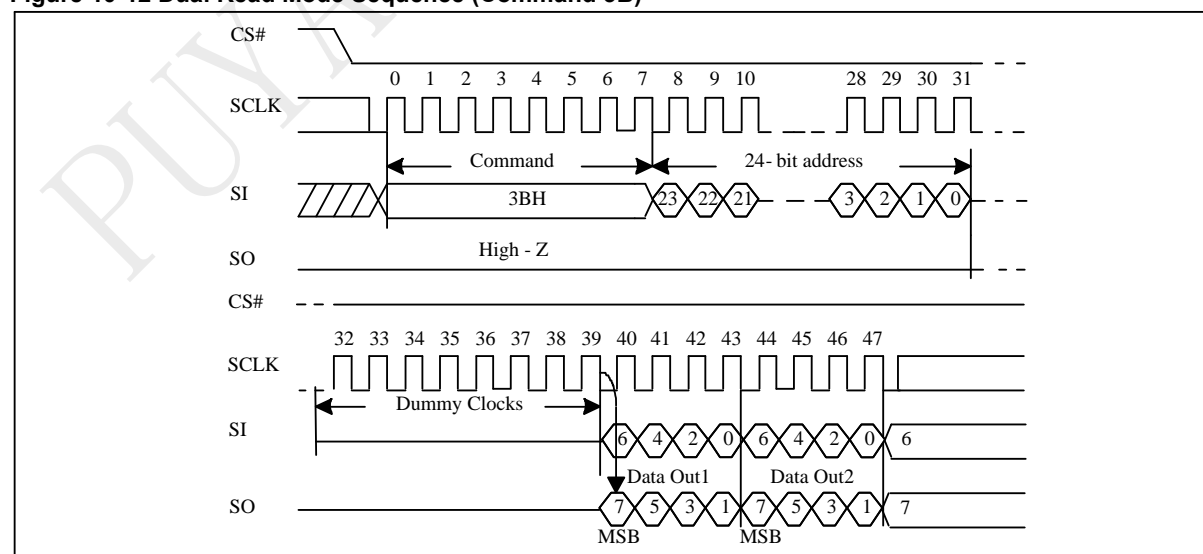 Figure 10-12 Dual Read Mode Sequence (Command 3B)
PUYA
CS#
0 1 2 3 4 5 6 7 8 9 10 28 29 30 31
SCLK
Command 24- bit address
SI 3BH 23 22 21 3 2 1 0
High - Z
SO
CS#
32 33 34 35 36 37 38 39 40 41 42 43 44 45 46 47
SCLK
Dummy Clocks
SI 6 4 2 0 6 4 2 0 6
Data Out1 Data Out2
SO 7 5 3 1 7 5 3 1 7
MSB MSB